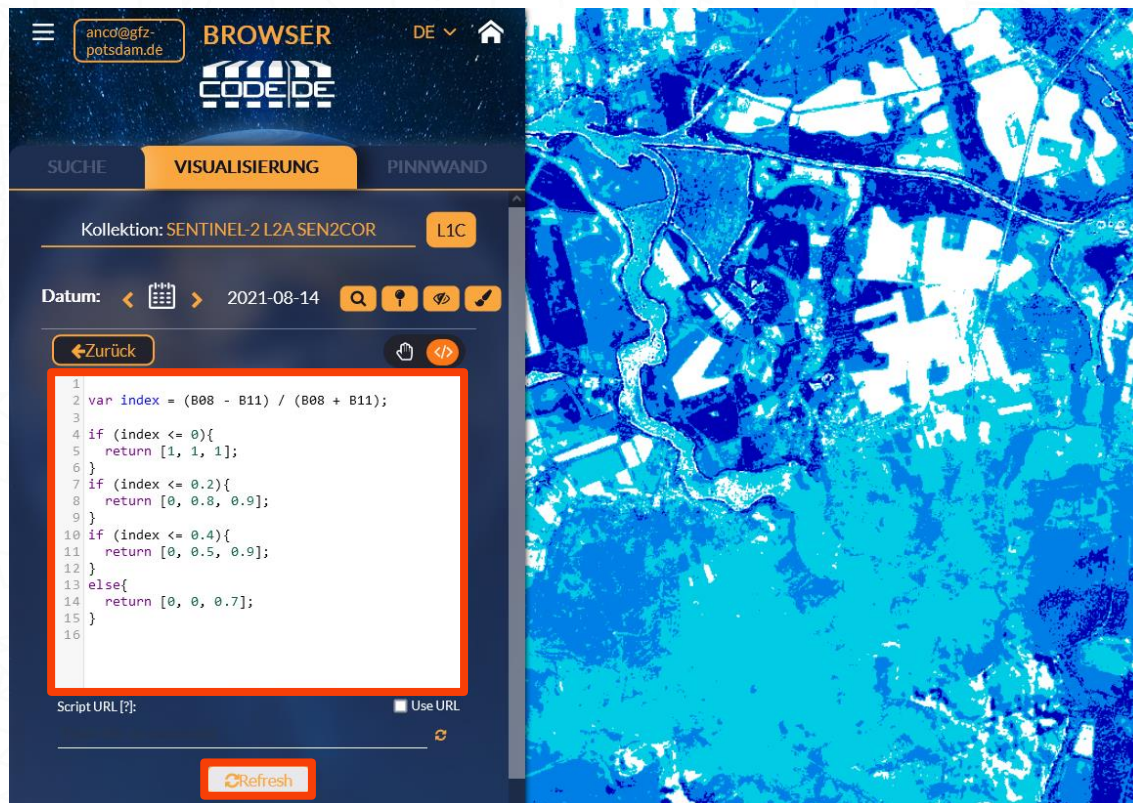 anco@gfz-
potsdam.de
BROWSER
DE
CODE DE
SUCHE
VISUALISIERUNG
PINNWAND
Kollektion: SENTINEL-2 L2A SEN2COR
L1C
Datum:
2021-08-14
Zurück
</>
1
2 var index = (B08 - B11) / (B08 + B11);
3
4 if (index <= 0){
5 return [1, 1, 1];
6 }
7 if (index <= 0.2){
8 return [0, 0.8, 0.9];
9 }
10 if (index <= 0.4){
11 return [0, 0.5, 0.9];
12 }
13 else{
14 return [0, 0, 0.7];
15 }
16
Script URL [?]:
Use URL
Refresh